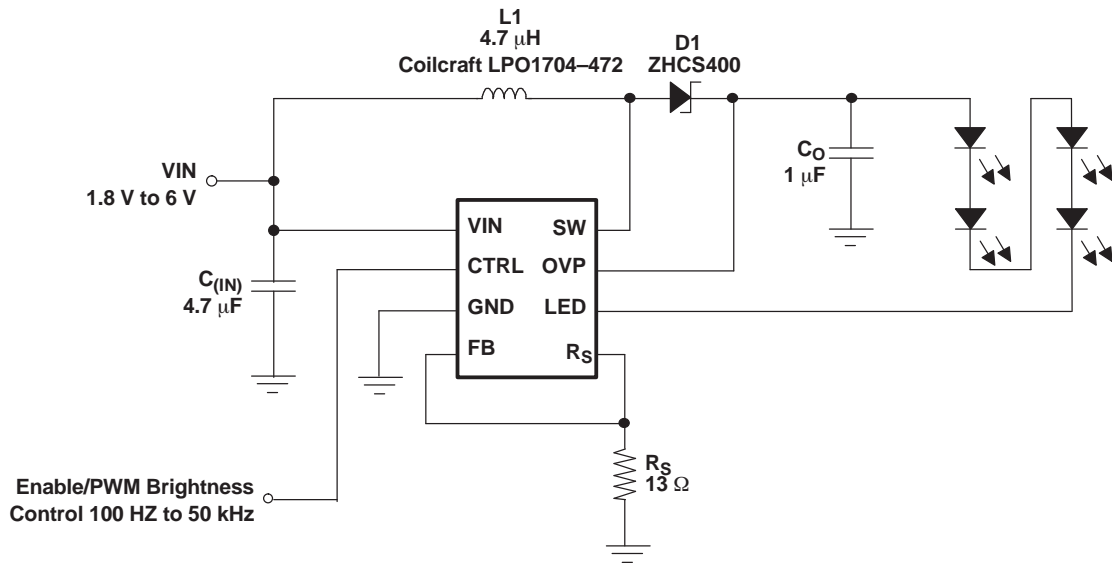 L1
4.7 μH
Coilcraft LPO1704–472
D1
ZHCS400
VIN
1.8 V to 6 V
C(IN)
4.7 μF
CO
1 μF
VIN
SW
CTRL
OVP
GND
LED
FB
RS
RS
13 Ω
Enable/PWM Brightness
Control 100 HZ to 50 kHz